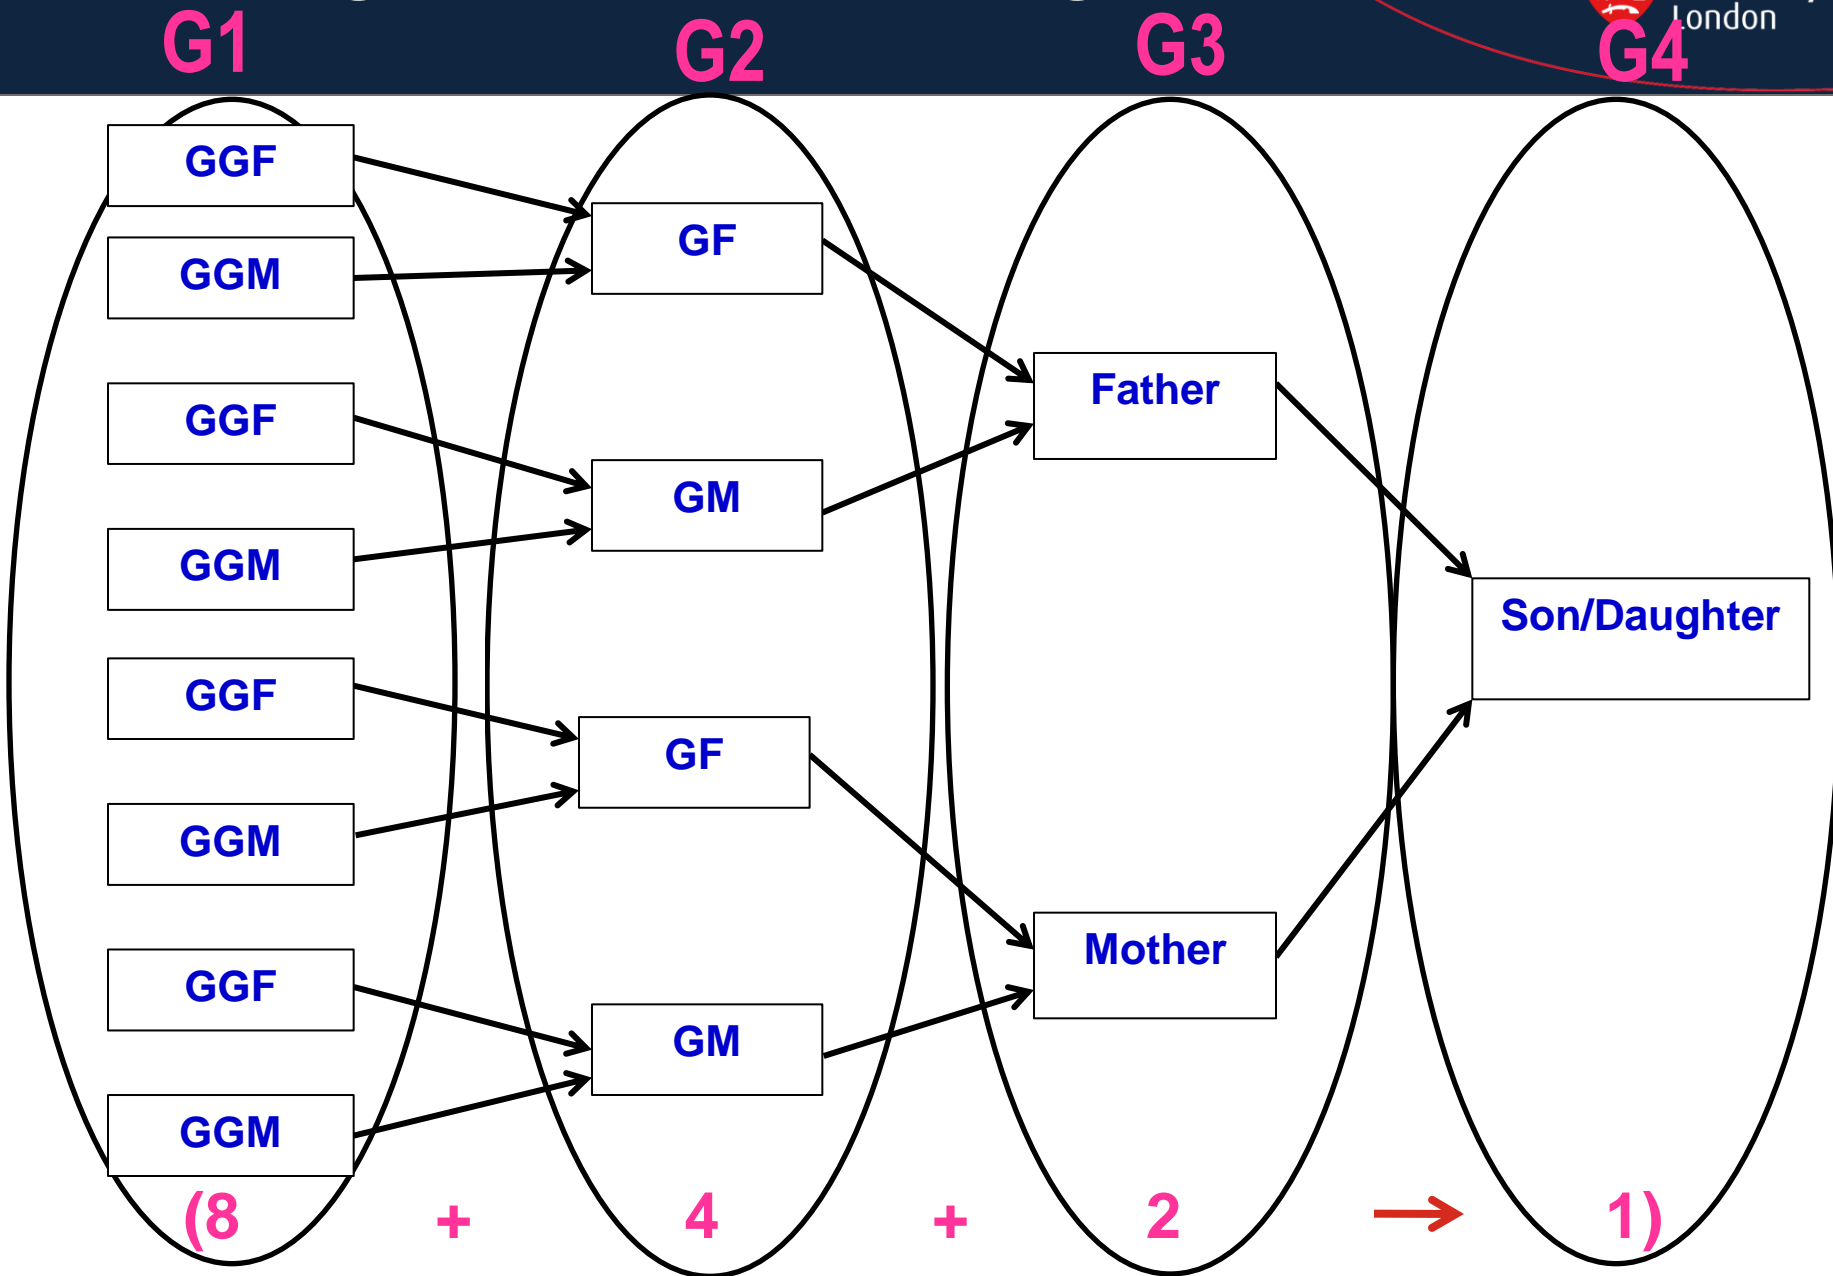 London
G1
G2
G3
G4
GGF
GGM
GGF
GGM
GGF
GGM
GGF
GGM
GF
GM
GF
GM
Father
Mother
Son/Daughter
(8 + 4 + 2 → 1)